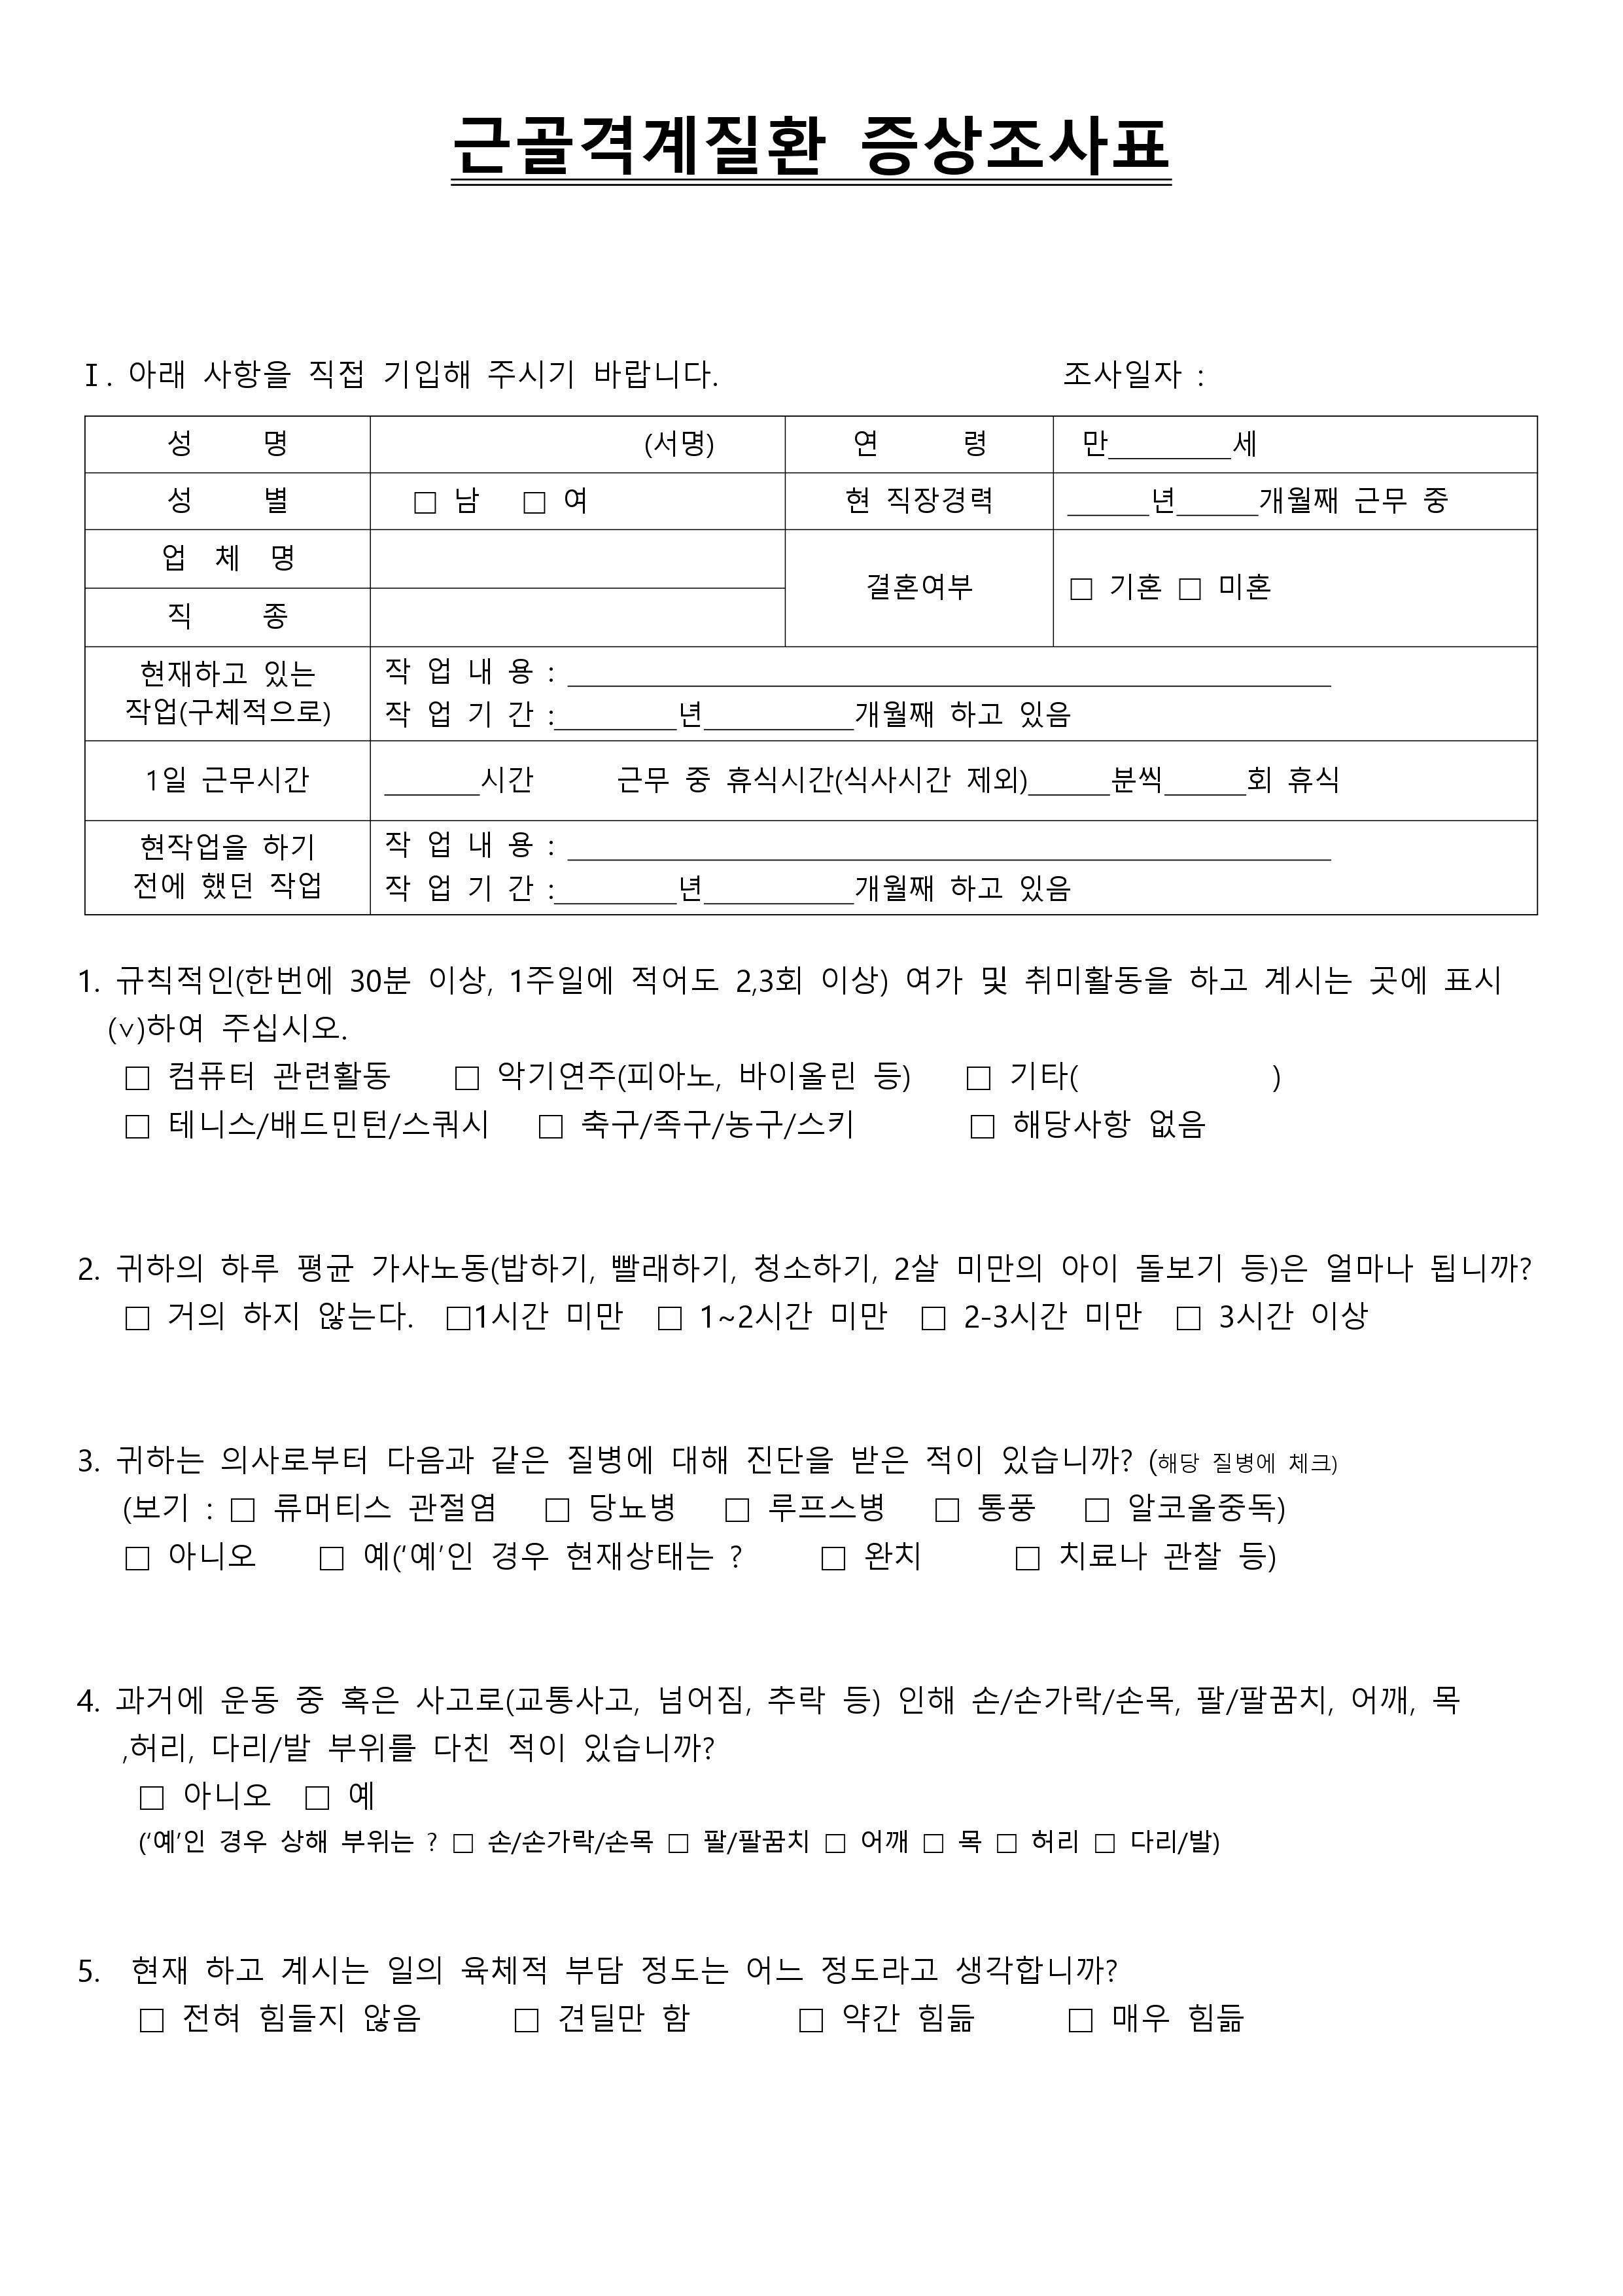 근골격계질환 증상조사표
Ⅰ. 아래 사항을 직접 기입해 주시기 바랍니다. 조사일자 :
성 명 (서명) 연 령 만________세
성 별 □ 남 □ 여 현 직장경력 ______년______개월째 근무 중
업 체 명
결혼여부 □ 기혼 □ 미혼
직 종
현재하고 있는
작업(구체적으로)
작 업 내 용 : ________________________________________________________
작 업 기 간 :_________년___________개월째 하고 있음
1일 근무시간 _______시간 근무 중 휴식시간(식사시간 제외)______분씩______회 휴식
현작업을 하기
전에 했던 작업
작 업 내 용 : ________________________________________________________
작 업 기 간 :_________년___________개월째 하고 있음
1. 규칙적인(한번에 30분 이상, 1주일에 적어도 2,3회 이상) 여가 및 취미활동을 하고 계시는 곳에 표시
(∨)하여 주십시오.
□ 컴퓨터 관련활동 □ 악기연주(피아노, 바이올린 등) □ 기타( )
□ 테니스/배드민턴/스쿼시 □ 축구/족구/농구/스키 □ 해당사항 없음
2. 귀하의 하루 평균 가사노동(밥하기, 빨래하기, 청소하기, 2살 미만의 아이 돌보기 등)은 얼마나 됩니까?
□ 거의 하지 않는다. □1시간 미만 □ 1~2시간 미만 □ 2-3시간 미만 □ 3시간 이상
3. 귀하는 의사로부터 다음과 같은 질병에 대해 진단을 받은 적이 있습니까? (해당 질병에 체크)
(보기 : □ 류머티스 관절염 □ 당뇨병 □ 루프스병 □ 통풍 □ 알코올중독)
□ 아니오 □ 예(‘예’인 경우 현재상태는 ? □ 완치 □ 치료나 관찰 등)
4. 과거에 운동 중 혹은 사고로(교통사고, 넘어짐, 추락 등) 인해 손/손가락/손목, 팔/팔꿈치, 어깨, 목
,허리, 다리/발 부위를 다친 적이 있습니까?
□ 아니오 □ 예
(‘예’인 경우 상해 부위는 ? □ 손/손가락/손목 □ 팔/팔꿈치 □ 어깨 □ 목 □ 허리 □ 다리/발)
5. 현재 하고 계시는 일의 육체적 부담 정도는 어느 정도라고 생각합니까?
□ 전혀 힘들지 않음 □ 견딜만 함 □ 약간 힘듦 □ 매우 힘듦